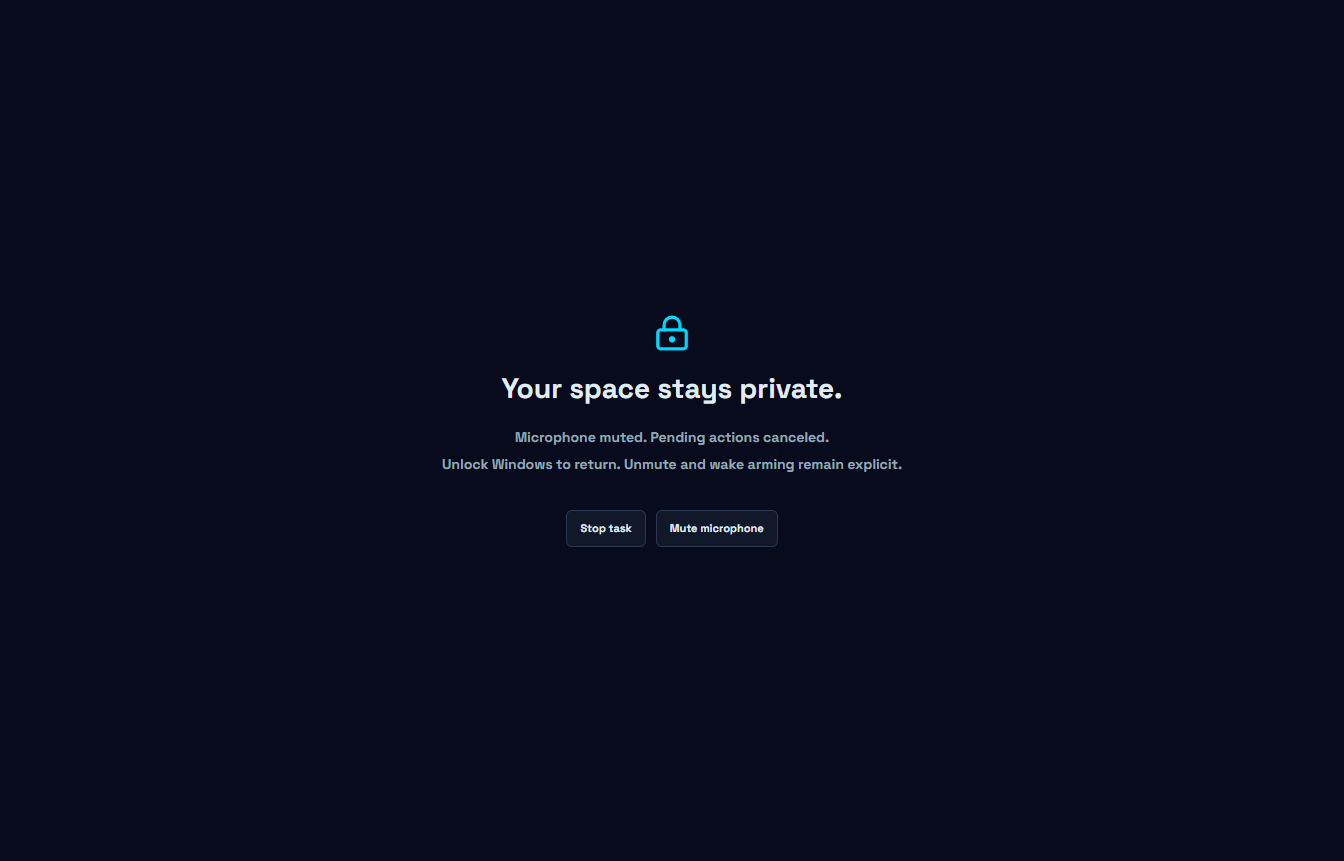 Your space stays private.
Microphone muted. Pending actions canceled.
Unlock Windows to return. Unmute and wake arming remain explicit.
Stop task
Mute microphone